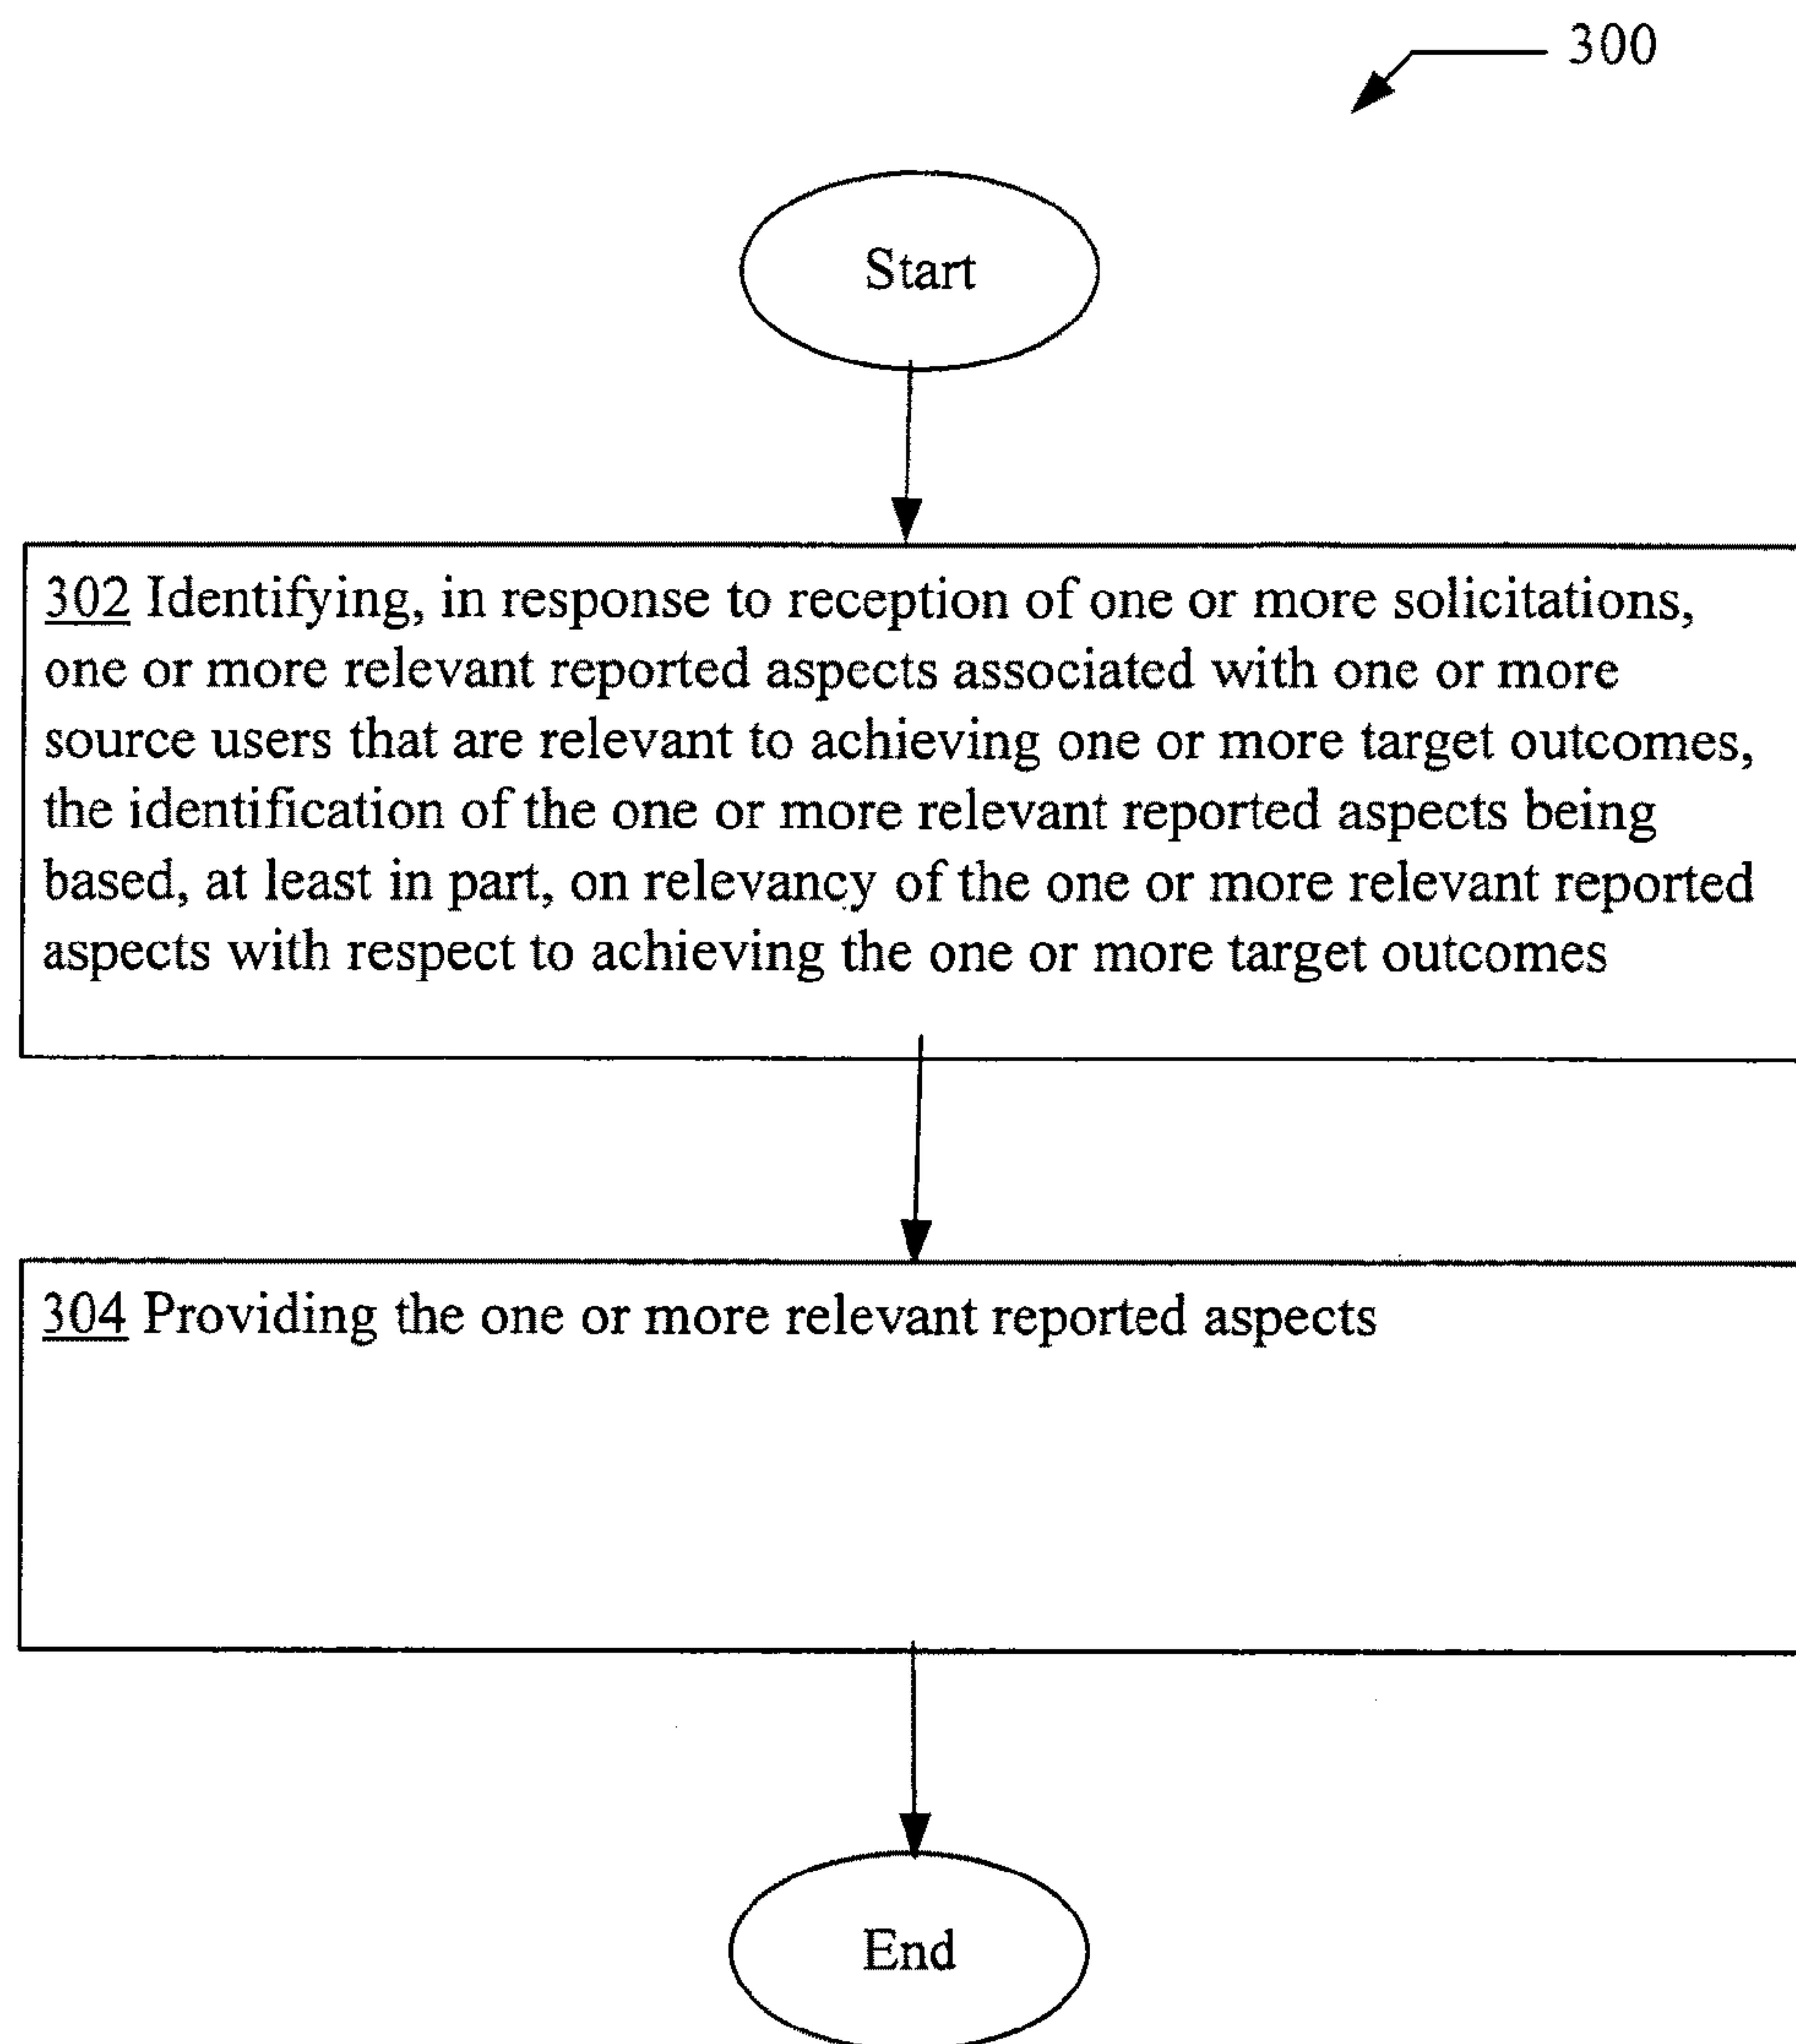 300
Start
302 Identifying, in response to reception of one or more solicitations,
one or more relevant reported aspects associated with one or more
source users that are relevant to achieving one or more target outcomes,
the identification of the one or more relevant reported aspects being
based, at least in part, on relevancy of the one or more relevant reported
aspects with respect to achieving the one or more target outcomes
304 Providing the one or more relevant reported aspects
End